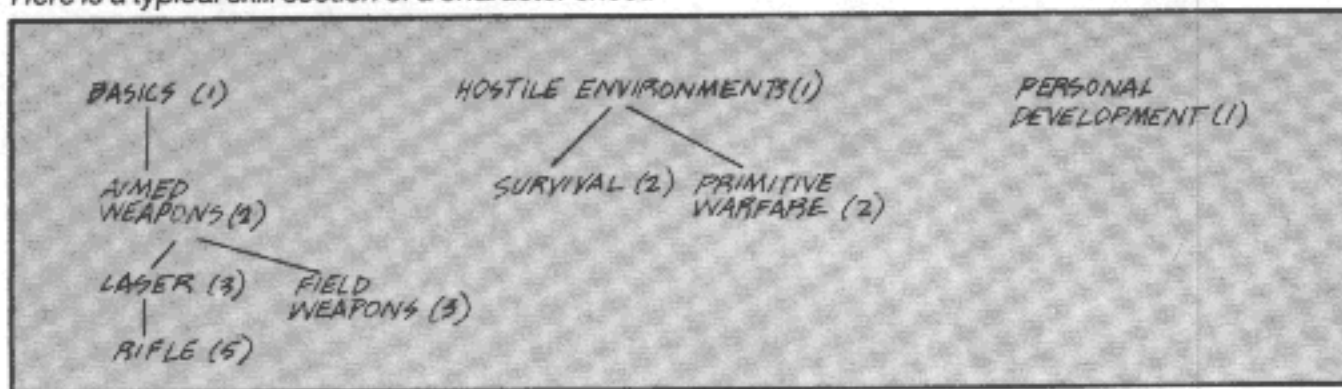 Here is a typical skill section of a character sheet.
BASICS (1)
HOSTILE ENVIRONMENTS (1)
PERSONAL
DEVELOPMENT (1)
AIMED
WEAPONS (2)
SURVIVAL (2)
PRIMITIVE
WARFARE (2)
LASER (3)
FIELD
WEAPONS (3)
RIFLE (5)